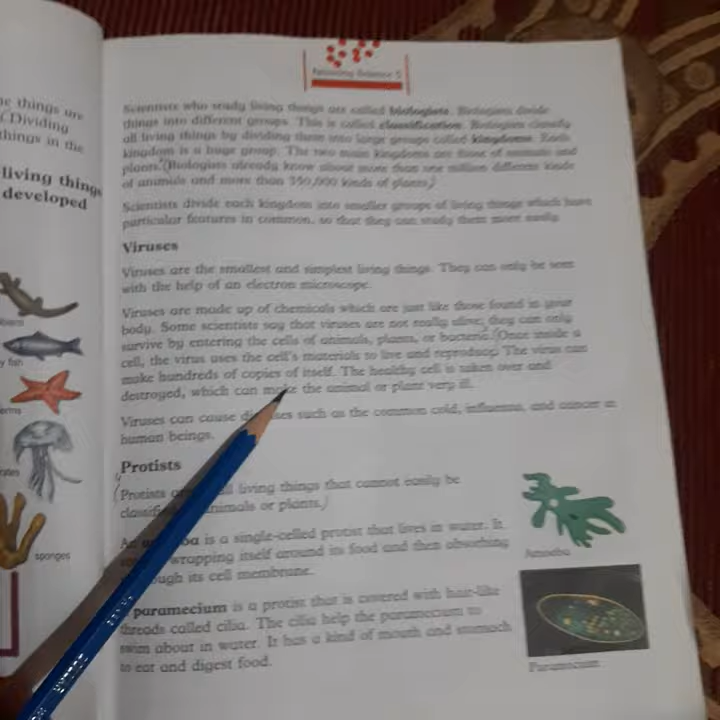 e things are
Dividing
things in the
living things
developed
y fish
erms
ates
sponges
Scientists who study living things are called biologists. Biologists divide
things into different groups. This is called classification. Biologists classify
all living things by dividing them into large groups called kingdoms. Each
kingdom is a huge group. The two main kingdoms are those of animals and
plants. (Biologists already know about more than one million different kinds
of animals and more than 350,000 kinds of plants.)
Scientists divide each kingdom into smaller groups of living things which have
particular features in common, so that they can study them more easily.
Viruses
Viruses are the smallest and simplest living things. They can only be seen
with the help of an electron microscope.
Viruses are made up of chemicals which are just like those found in your
body. Some scientists say that viruses are not really alive; they can only
survive by entering the cells of animals, plants, or bacteria. (Once inside a
cell, the virus uses the cell's materials to live and reproduce. The virus can
make hundreds of copies of itself. The healthy cell is taken over and
destroyed, which can make the animal or plant very ill.
Viruses can cause such as the common cold, influenza, and cancer in
human beings.
Protists
(Protists living things that cannot easily be
animals or plants.)
is a single-celled protist that lives in water. It
wrapping itself around its food and then absorbing
its cell membrane.
paramecium is a protist that is covered with hair-like
threads called cilia. The cilia help the paramecium to
swim about in water. It has a kind of mouth and stomach
to eat and digest food.
Amoeba
Paramecium